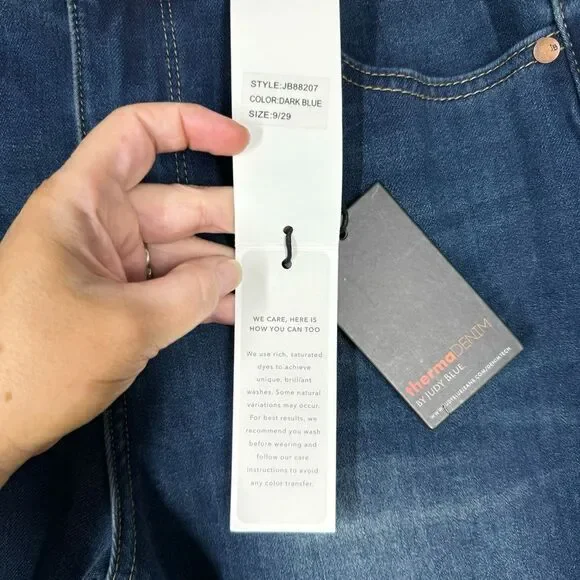 STYLE:JB88207
COLOR:DARK BLUE
SIZE:9/29
JB
WE CARE, HERE IS
HOW YOU CAN TOO
We use rich, saturated
dyes to achieve
unique, brilliant
washes. Some natural
variations may occur.
For best results, we
recommend you wash
before wearing and
follow our care
instructions to avoid
any color transfer.
thermaDENIM
BY JUDY BLUE